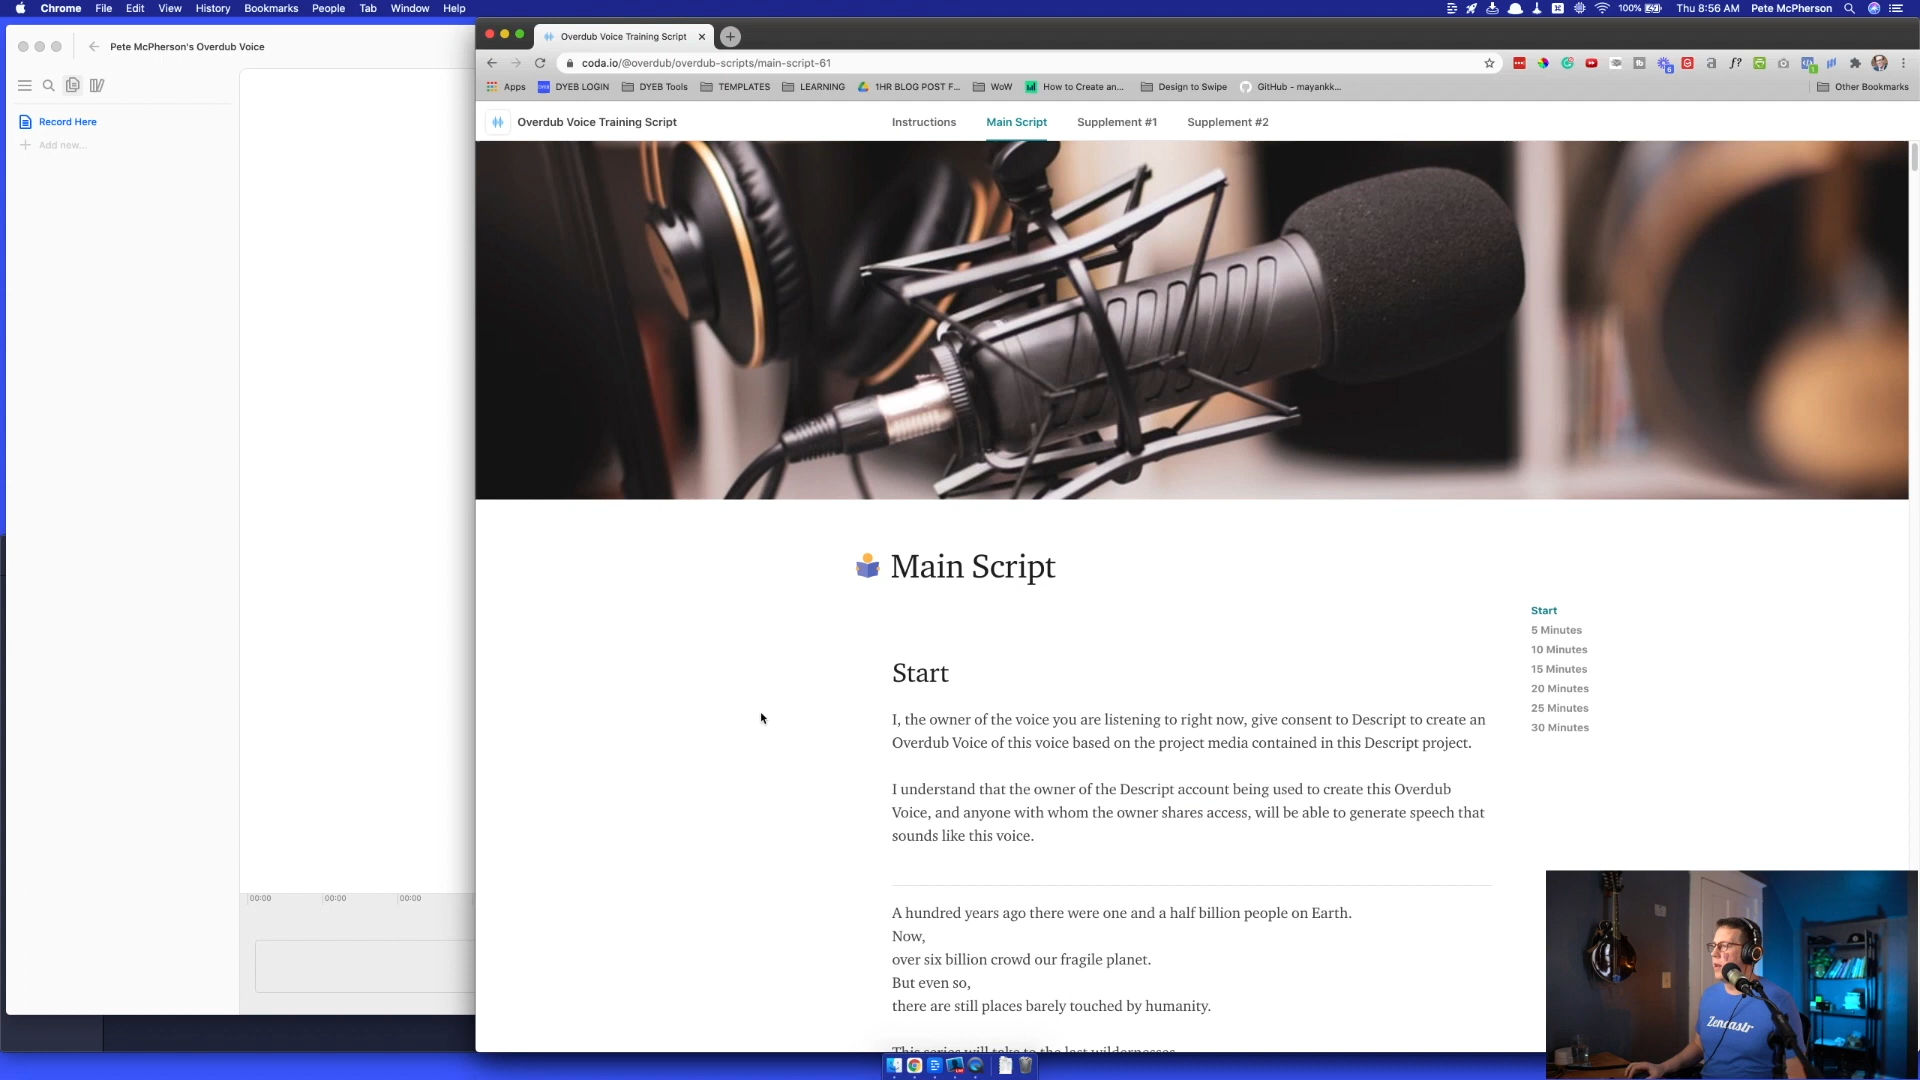 Chrome File Edit View History Bookmarks People Tab Window Help
100% Thu 8:56 AM Pete McPherson
Pete McPherson's Overdub Voice
Record Here
Add new...
00:00 00:00 00:00
Overdub Voice Training Script
coda.io/@overdub/overdub-scripts/main-script-61
Apps DYEB LOGIN DYEB Tools TEMPLATES LEARNING 1HR BLOG POST F... WoW How to Create an... Design to Swipe GitHub - mayankk... Other Bookmarks
Overdub Voice Training Script Instructions Main Script Supplement #1 Supplement #2
Main Script
Start
5 Minutes
10 Minutes
15 Minutes
20 Minutes
25 Minutes
30 Minutes
Start
I, the owner of the voice you are listening to right now, give consent to Descript to create an
Overdub Voice of this voice based on the project media contained in this Descript project.
I understand that the owner of the Descript account being used to create this Overdub
Voice, and anyone with whom the owner shares access, will be able to generate speech that
sounds like this voice.
A hundred years ago there were one and a half billion people on Earth.
Now,
over six billion crowd our fragile planet.
But even so,
there are still places barely touched by humanity.
This series will take to the last wildernesses
Zencastr